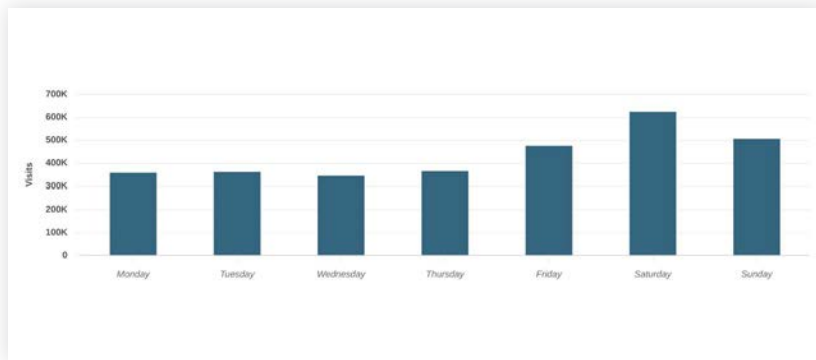 700K
600K
500K
400K
300K
200K
100K
0
Visits
Monday Tuesday Wednesday Thursday Friday Saturday Sunday